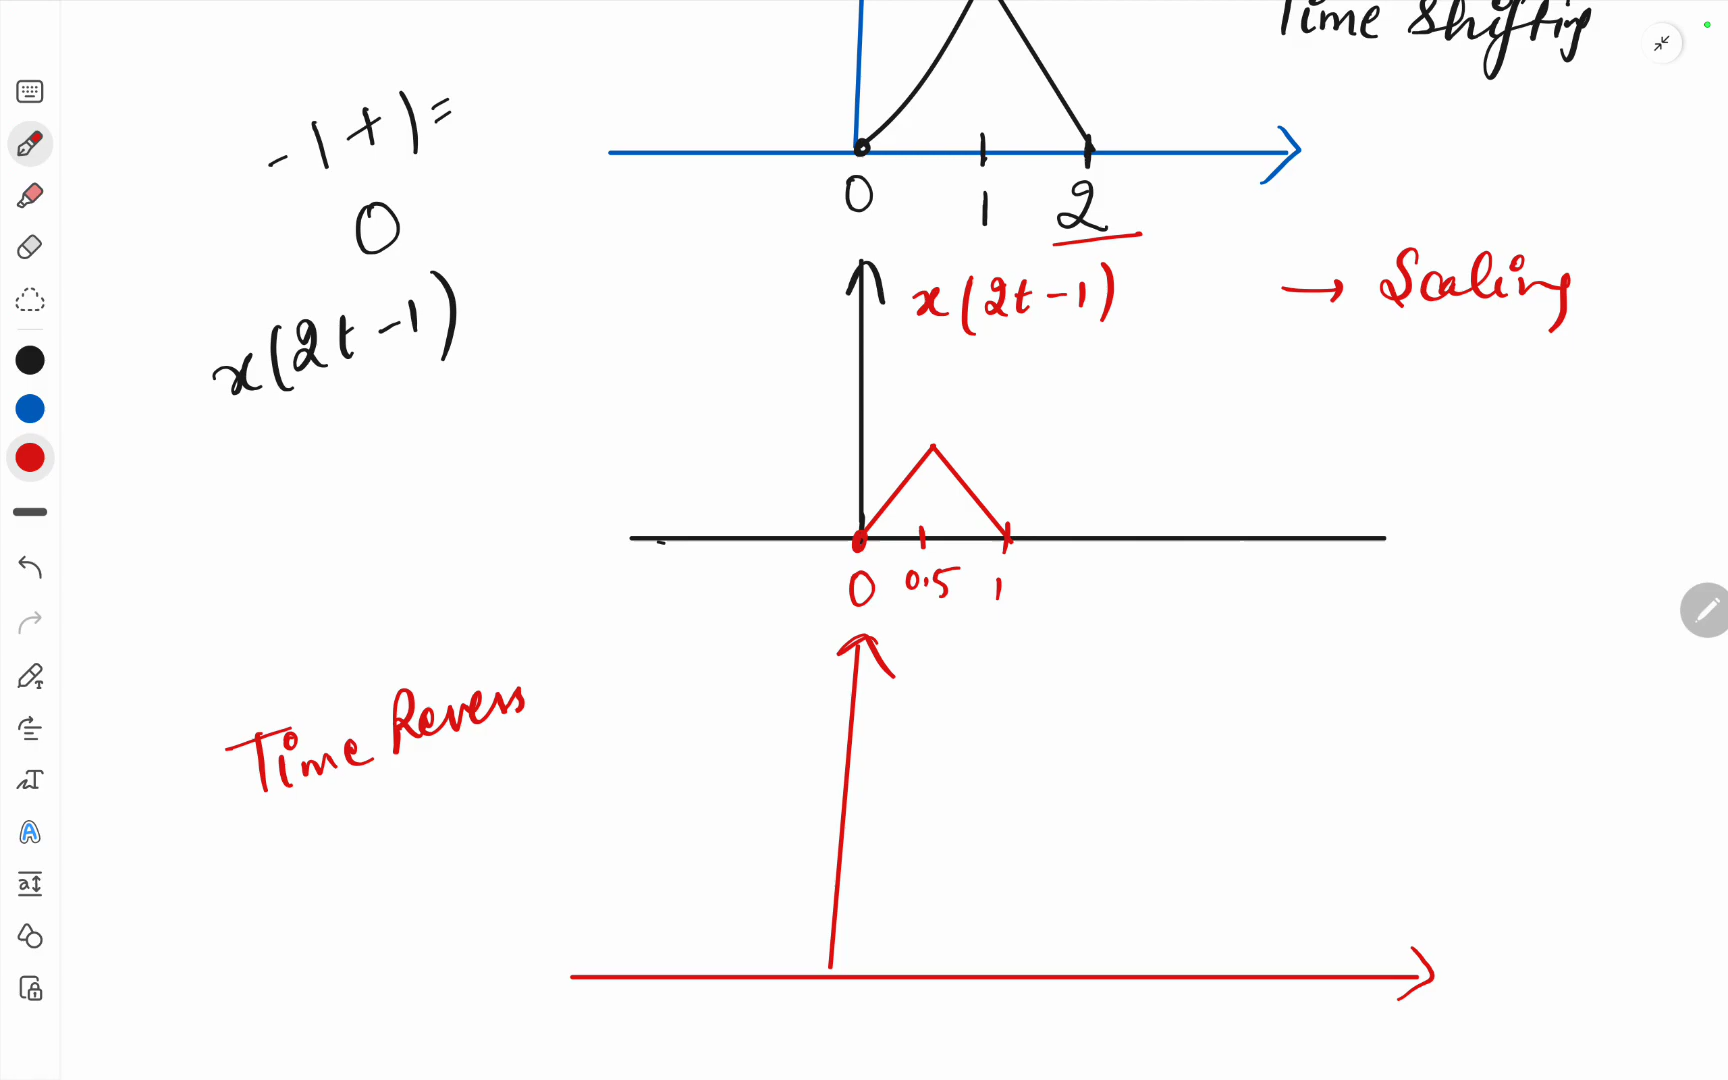 Time Shifting
-1+1=
0
0 1 2
x(2t-1)
x(2t-1) → Scaling
0 0.5 1
Time Revers